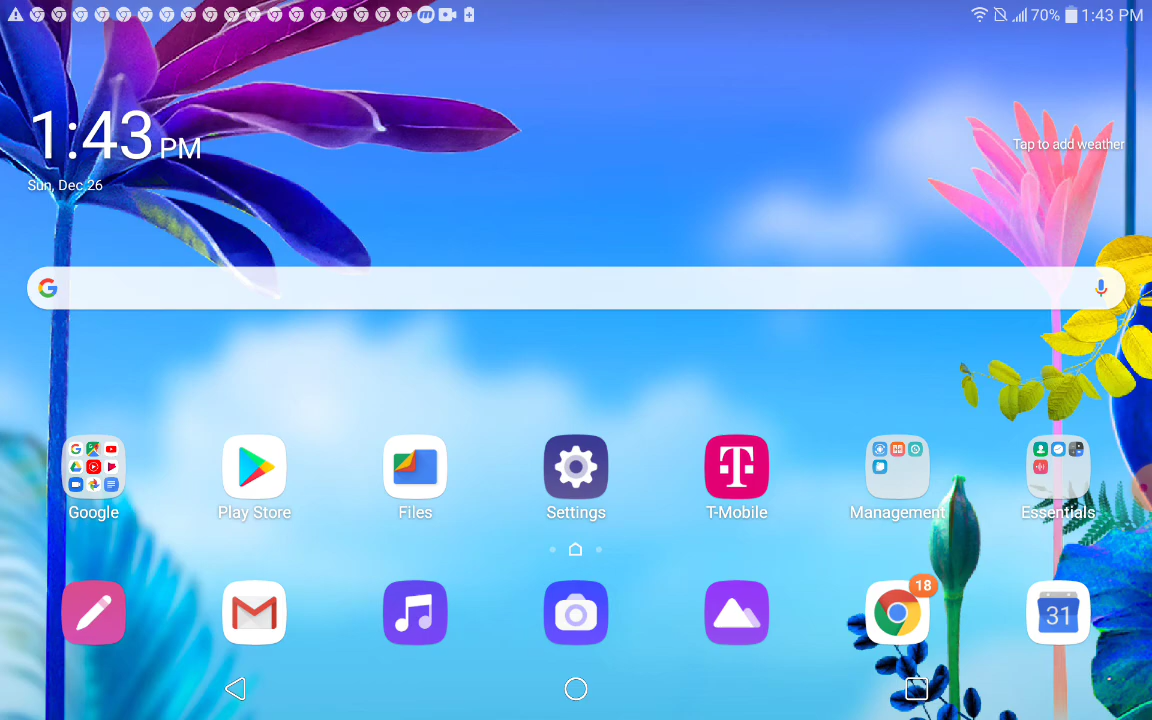 70% 1:43 PM
1:43 PM
Sun, Dec 26
Tap to add weather
Google
Play Store
Files
Settings
T-Mobile
Management
Essentials
18
31